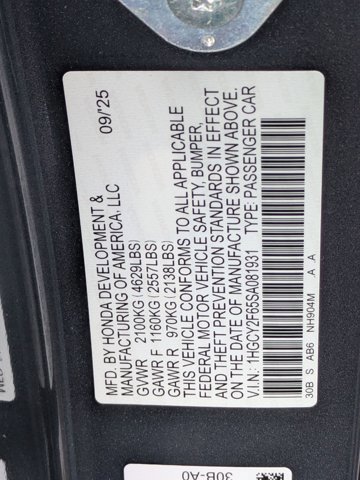 MFD. BY HONDA DEVELOPMENT & 09/'25
MANUFACTURING OF AMERICA, LLC
GVWR 2100KG (4629LBS)
GAWR F 1160KG (2557LBS)
GAWR R 970KG (2138LBS)
THIS VEHICLE CONFORMS TO ALL APPLICABLE
FEDERAL MOTOR VEHICLE SAFETY, BUMPER,
AND THEFT PREVENTION STANDARDS IN EFFECT
ON THE DATE OF MANUFACTURE SHOWN ABOVE.
V.I.N.: 1HGCY2F66SA081931 TYPE: PASSENGER CAR
30B S AB6 NH904M A A
30B-A0